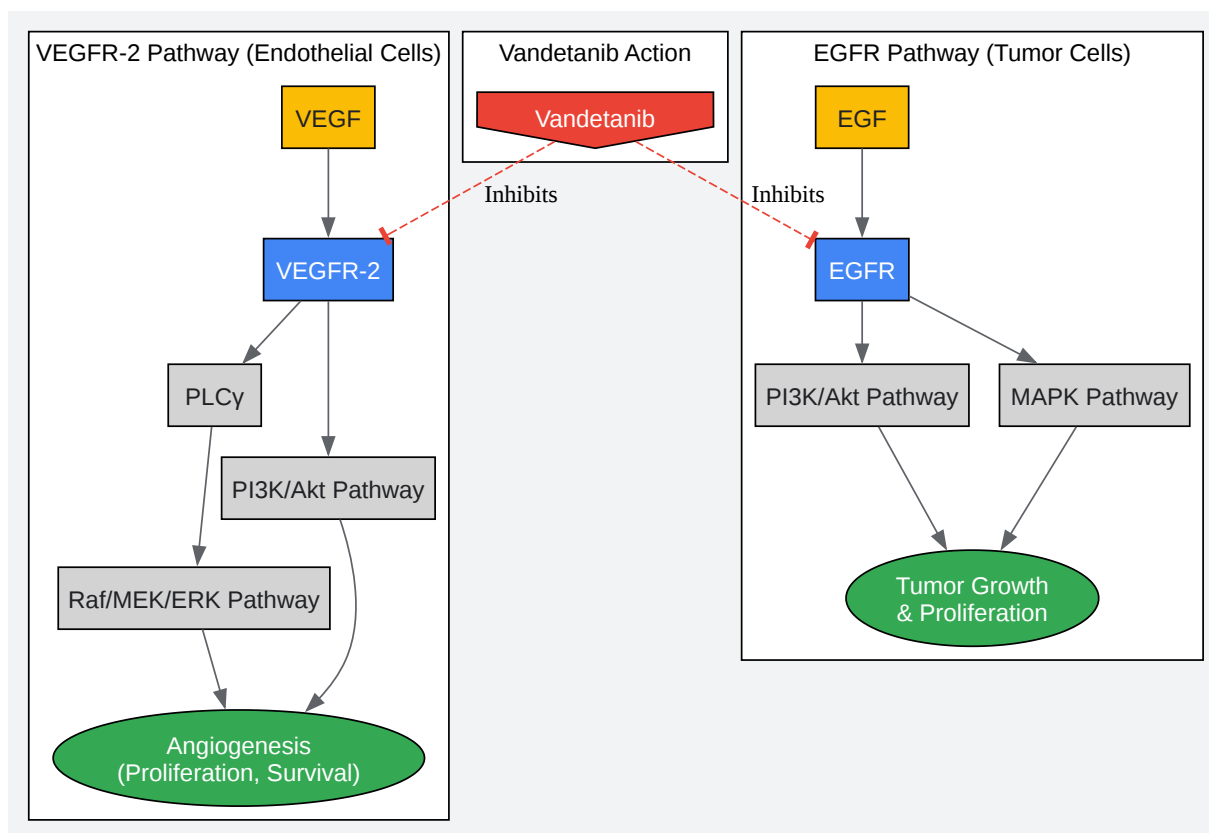 VEGFR-2 Pathway (Endothelial Cells)
VEGF
VEGFR-2
PLCγ
PI3K/Akt Pathway
Raf/MEK/ERK Pathway
Angiogenesis
(Proliferation, Survival)
Vandetanib Action
Vandetanib
Inhibits
Inhibits
EGFR Pathway (Tumor Cells)
EGF
EGFR
PI3K/Akt Pathway
MAPK Pathway
Tumor Growth
& Proliferation